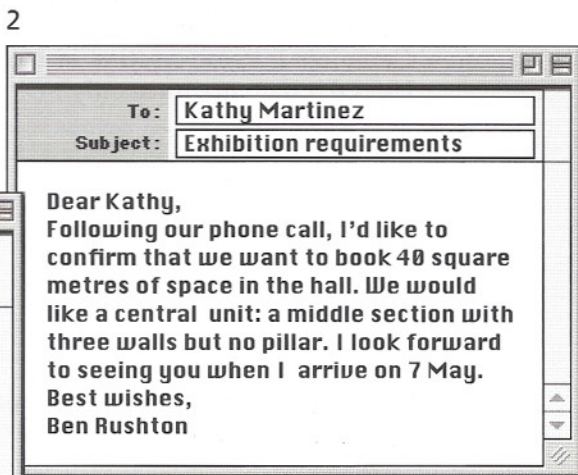 2
To: Kathy Martinez
Subject: Exhibition requirements
Dear Kathy,
Following our phone call, I'd like to
confirm that we want to book 40 square
metres of space in the hall. We would
like a central unit: a middle section with
three walls but no pillar. I look forward
to seeing you when I arrive on 7 May.
Best wishes,
Ben Rushton